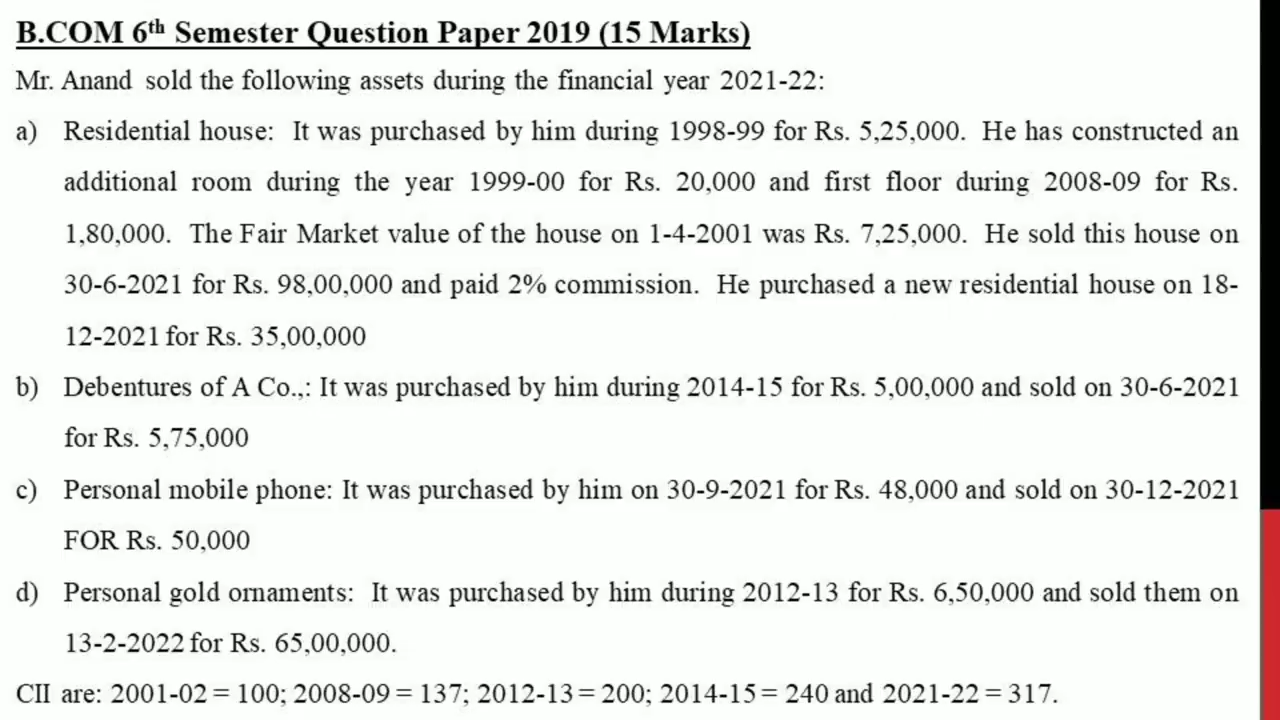 B.COM 6th Semester Question Paper 2019 (15 Marks)
Mr. Anand sold the following assets during the financial year 2021-22:
a) Residential house: It was purchased by him during 1998-99 for Rs. 5,25,000. He has constructed an
additional room during the year 1999-00 for Rs. 20,000 and first floor during 2008-09 for Rs.
1,80,000. The Fair Market value of the house on 1-4-2001 was Rs. 7,25,000. He sold this house on
30-6-2021 for Rs. 98,00,000 and paid 2% commission. He purchased a new residential house on 18-
12-2021 for Rs. 35,00,000
b) Debentures of A Co.,: It was purchased by him during 2014-15 for Rs. 5,00,000 and sold on 30-6-2021
for Rs. 5,75,000
c) Personal mobile phone: It was purchased by him on 30-9-2021 for Rs. 48,000 and sold on 30-12-2021
FOR Rs. 50,000
d) Personal gold ornaments: It was purchased by him during 2012-13 for Rs. 6,50,000 and sold them on
13-2-2022 for Rs. 65,00,000.
CII are: 2001-02 = 100; 2008-09 = 137; 2012-13 = 200; 2014-15 = 240 and 2021-22 = 317.